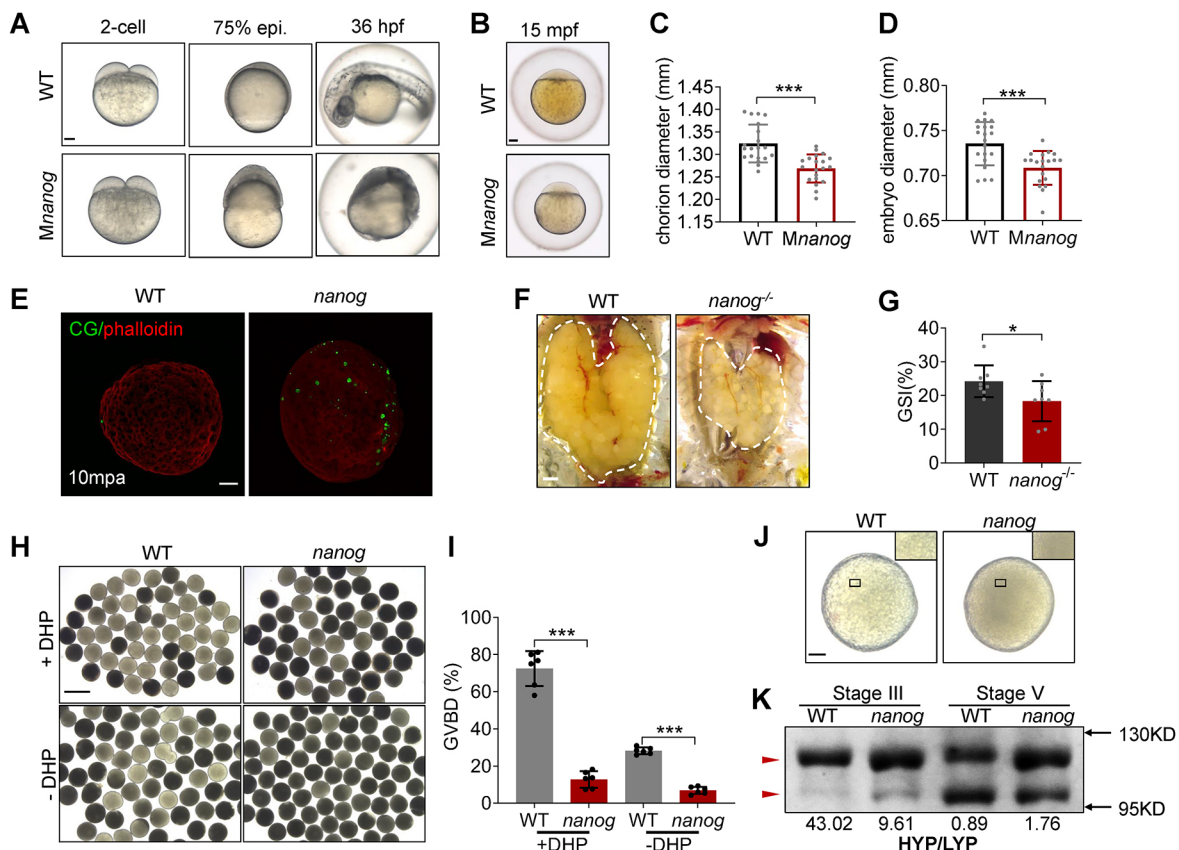 A
2-cell
75% epi.
36 hpf
WT
Mnanog
B
15 mpf
WT
Mnanog
C
chorion diameter (mm)
1.45
1.40
1.35
1.30
1.25
1.20
1.15
***
WT
Mnanog
D
embryo diameter (mm)
0.80
0.75
0.70
0.65
***
WT
Mnanog
E
WT
nanog
CG/phalloidin
10mpa
F
WT
nanog-/-
G
GSI(%)
40
30
20
10
0
*
WT
nanog-/-
H
WT
nanog
+ DHP
- DHP
I
GVBD (%)
100
80
60
40
20
0
***
***
WT
nanog
WT
nanog
+DHP
-DHP
J
WT
nanog
K
Stage III
Stage V
WT
nanog
WT
nanog
130KD
95KD
43.02
9.61
0.89
1.76
HYP/LYP